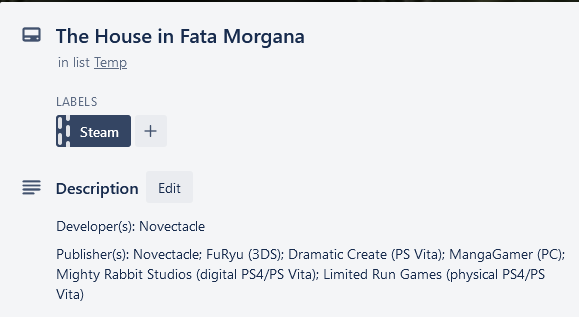 The House in Fata Morgana
in list Temp
LABELS
Steam +
Description Edit
Developer(s): Novectacle
Publisher(s): Novectacle; FuRyu (3DS); Dramatic Create (PS Vita); MangaGamer (PC);
Mighty Rabbit Studios (digital PS4/PS Vita); Limited Run Games (physical PS4/PS
Vita)